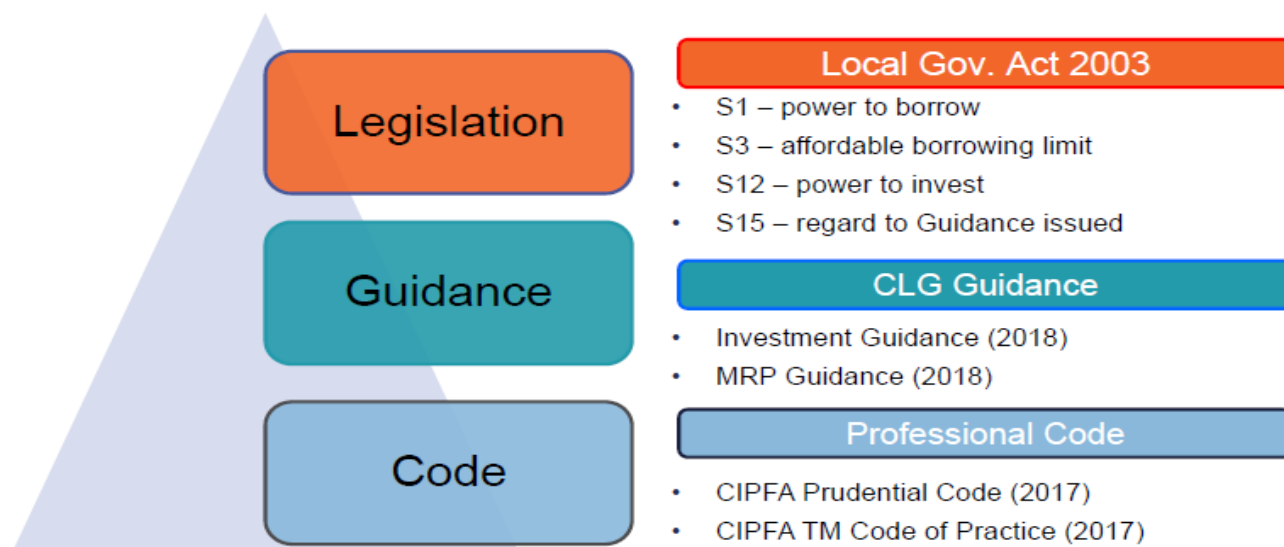 Legislation
Local Gov. Act 2003
• S1 – power to borrow
• S3 – affordable borrowing limit
• S12 – power to invest
• S15 – regard to Guidance issued
Guidance
CLG Guidance
• Investment Guidance (2018)
• MRP Guidance (2018)
Code
Professional Code
• CIPFA Prudential Code (2017)
• CIPFA TM Code of Practice (2017)